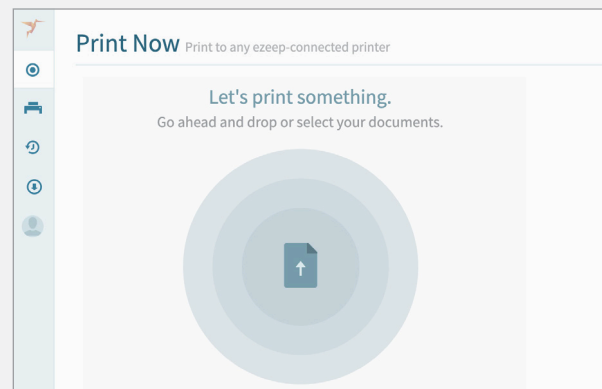 Print Now Print to any ezeep-connected printer
Let's print something.
Go ahead and drop or select your documents.